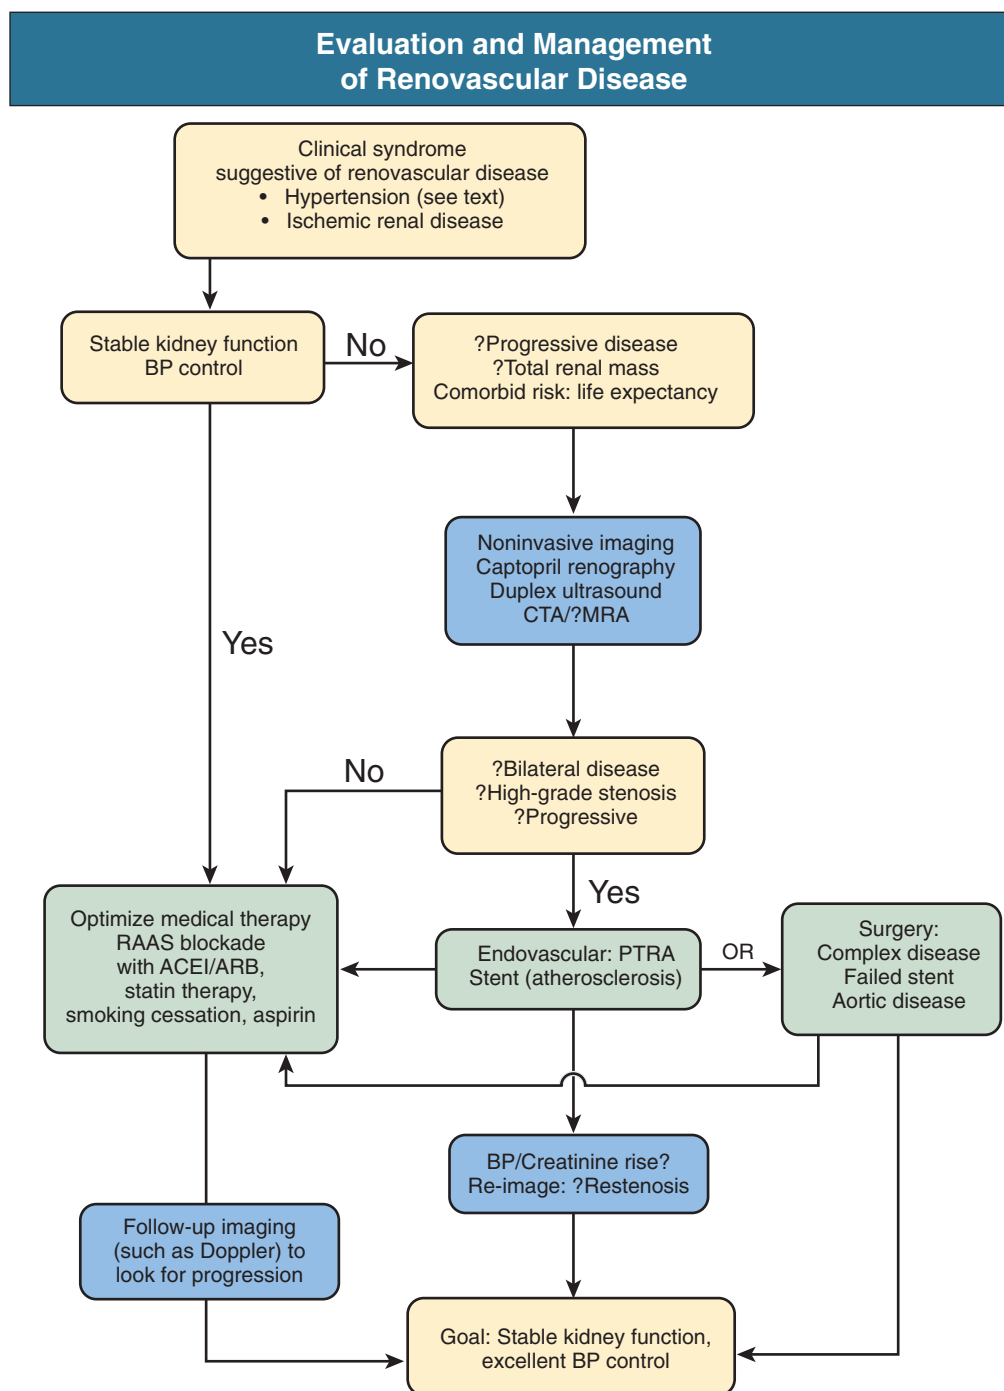 Evaluation and Management
of Renovascular Disease
Clinical syndrome
suggestive of renovascular disease
• Hypertension (see text)
• Ischemic renal disease
Stable kidney function
BP control
No
?Progressive disease
?Total renal mass
Comorbid risk: life expectancy
Noninvasive imaging
Captopril renography
Duplex ultrasound
CTA/?MRA
Yes
No
?Bilateral disease
?High-grade stenosis
?Progressive
Yes
Optimize medical therapy
RAAS blockade
with ACEI/ARB,
statin therapy,
smoking cessation, aspirin
Endovascular: PTRA
Stent (atherosclerosis)
OR
Surgery:
Complex disease
Failed stent
Aortic disease
BP/Creatinine rise?
Re-image: ?Restenosis
Follow-up imaging
(such as Doppler) to
look for progression
Goal: Stable kidney function,
excellent BP control